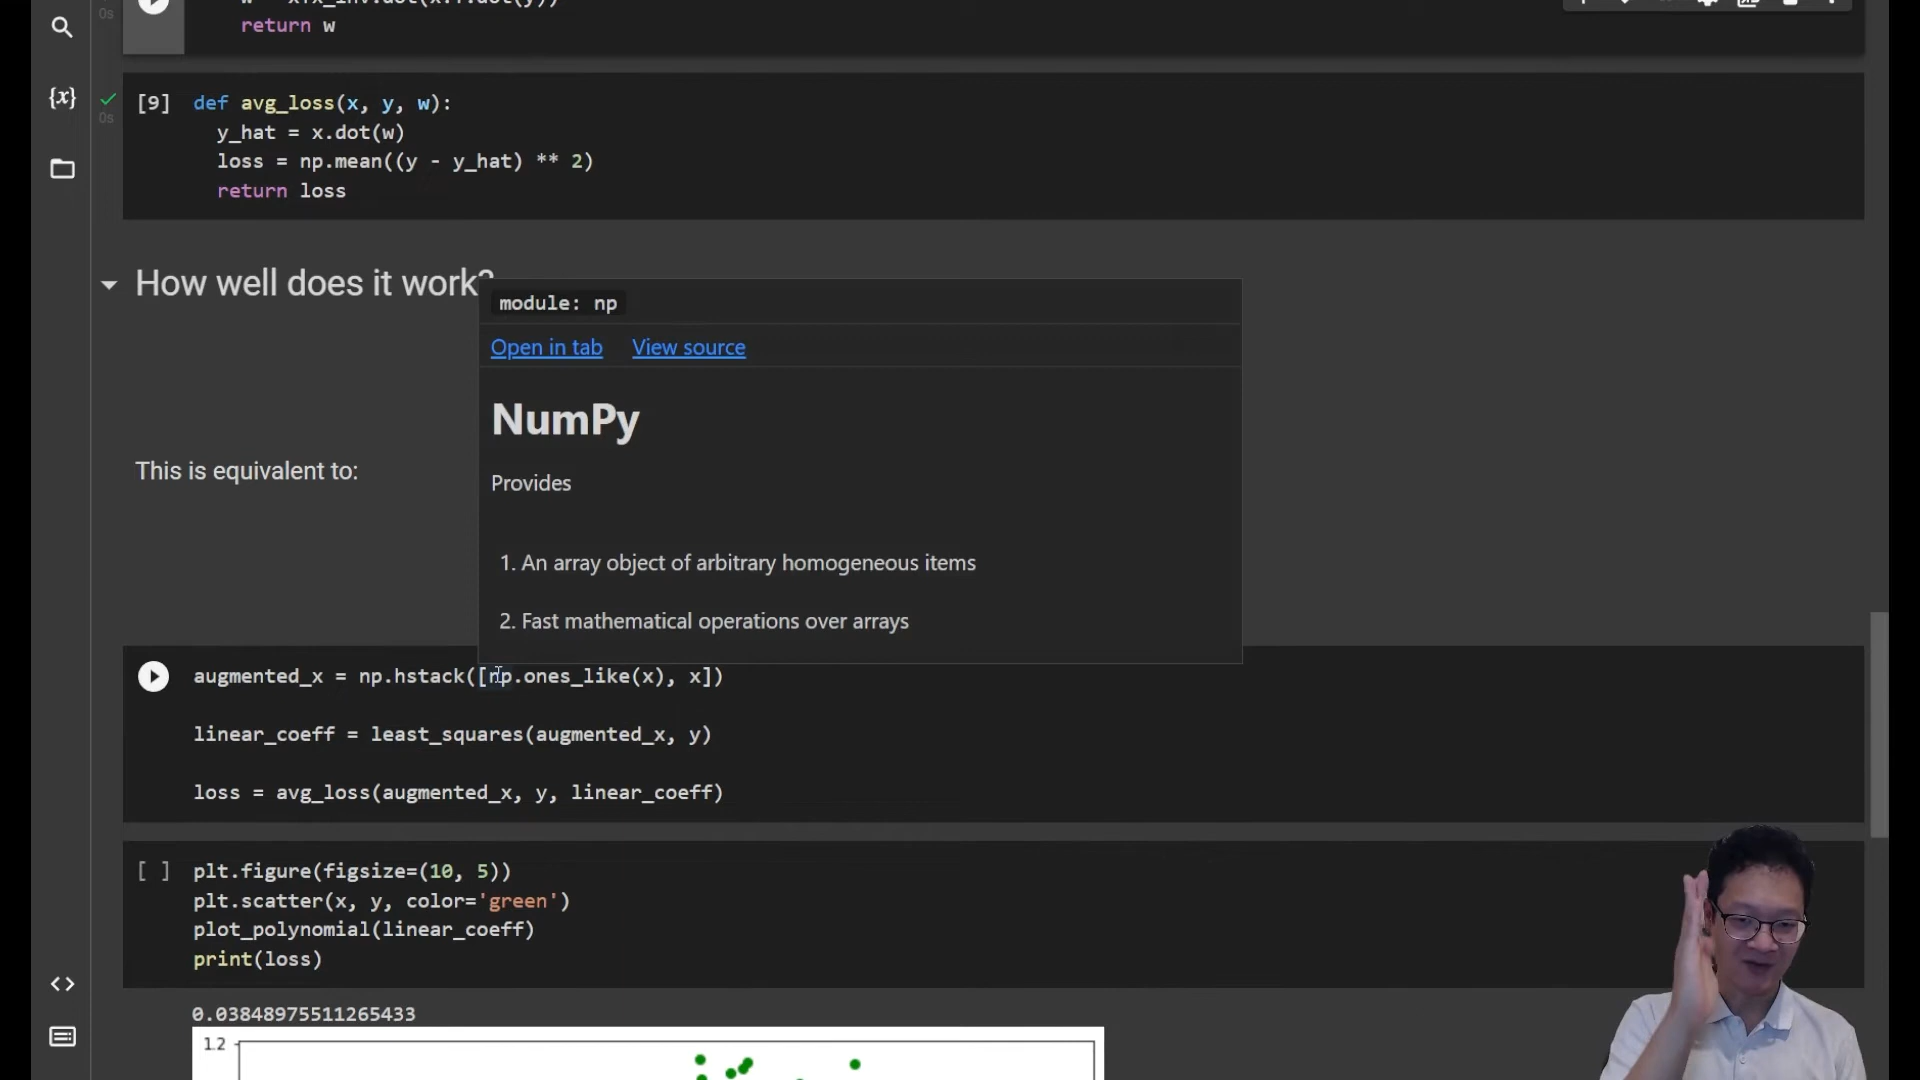 0s
return w
{x}
0s
[9]
def avg_loss(x, y, w):
y_hat = x.dot(w)
loss = np.mean((y - y_hat) ** 2)
return loss
How well does it work?
module: np
Open in tab View source
NumPy
This is equivalent to:
Provides
1. An array object of arbitrary homogeneous items
2. Fast mathematical operations over arrays
augmented_x = np.hstack([np.ones_like(x), x])
linear_coeff = least_squares(augmented_x, y)
loss = avg_loss(augmented_x, y, linear_coeff)
[ ] plt.figure(figsize=(10, 5))
plt.scatter(x, y, color='green')
plot_polynomial(linear_coeff)
print(loss)
0.03848975511265433
1.2